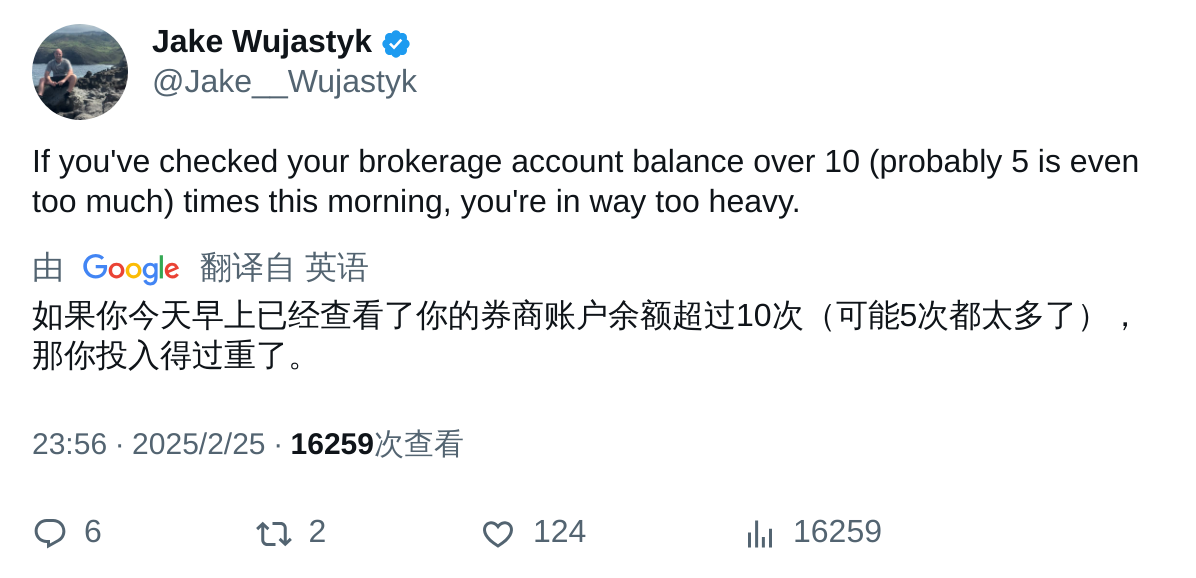 Jake Wujastyk
@Jake__Wujastyk
If you've checked your brokerage account balance over 10 (probably 5 is even
too much) times this morning, you're in way too heavy.
由 Google 翻译自 英语
如果你今天早上已经查看了你的券商账户余额超过10次（可能5次都太多了），
那你投入得过重了。
23:56 · 2025/2/25 · 16259次查看
6 2 124 16259